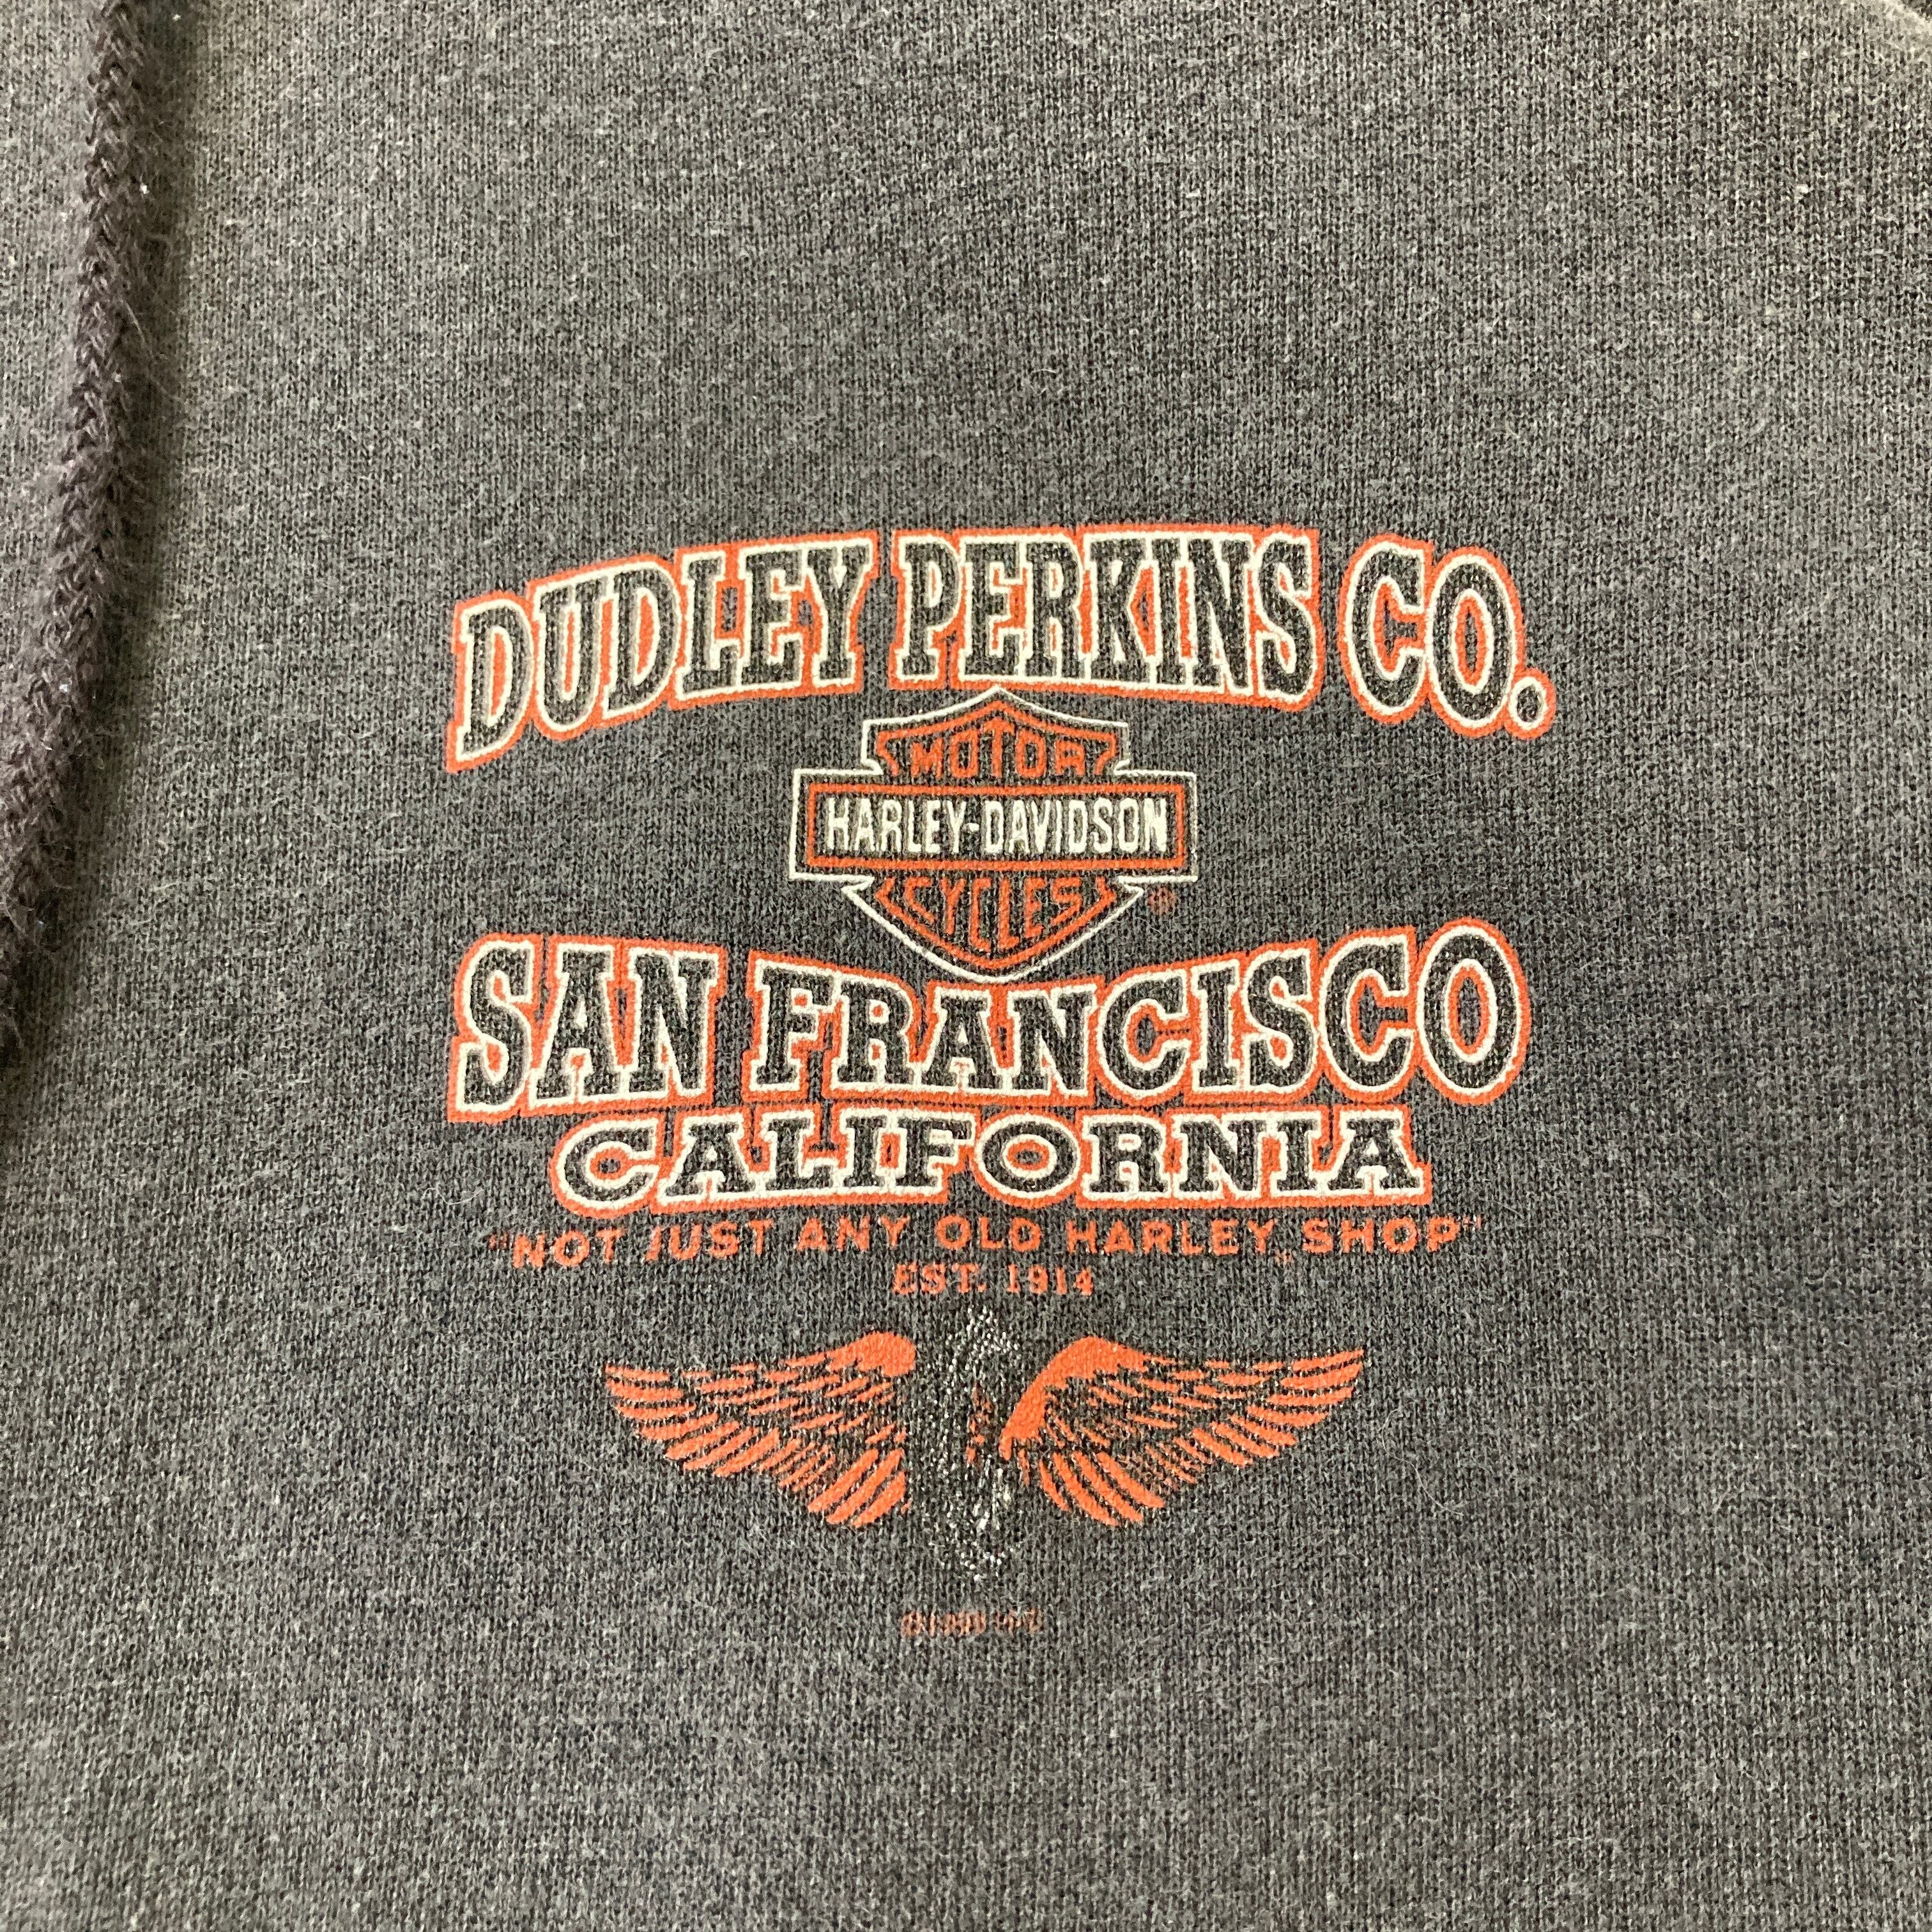 DUDLEY PERKINS CO.
MOTOR
HARLEY-DAVIDSON
CYCLES
SAN FRANCISCO
CALIFORNIA
"NOT JUST ANY OLD HARLEY SHOP"
EST. 1914